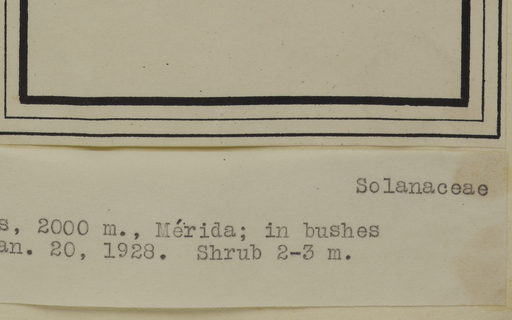 Solanaceae
s, 2000 m., Mérida; in bushes
an. 20, 1928. Shrub 2-3 m.